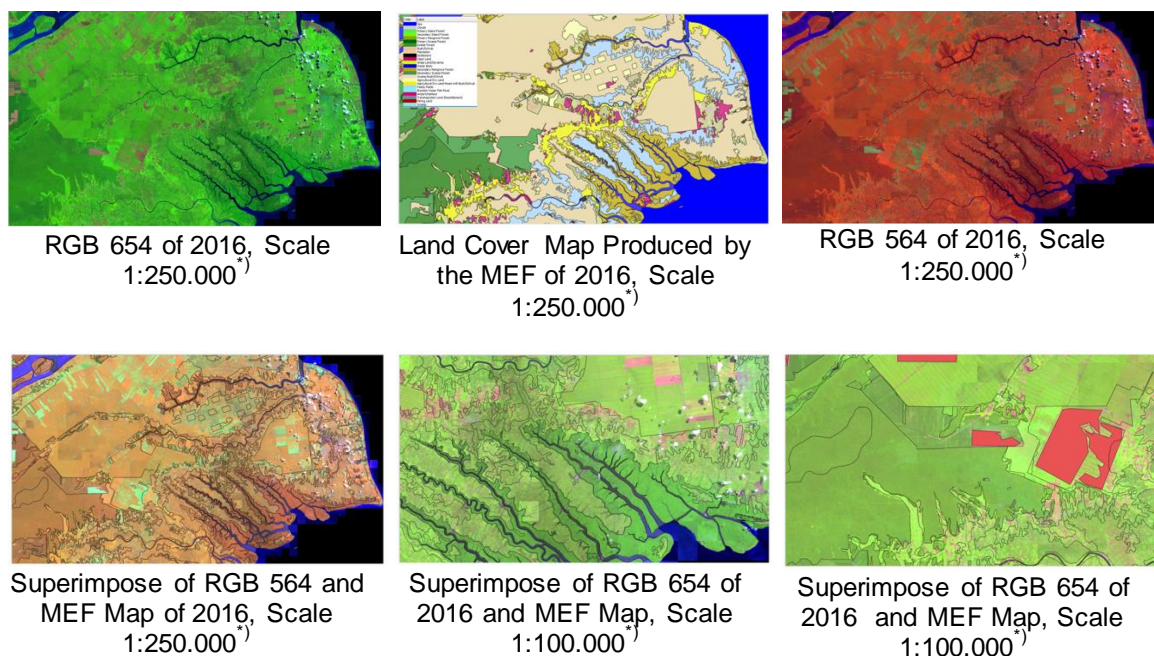 RGB 654 of 2016, Scale
1:250.000*)
Land Cover Map Produced by
the MEF of 2016, Scale
1:250.000*)
RGB 564 of 2016, Scale
1:250.000*)
Superimpose of RGB 564 and
MEF Map of 2016, Scale
1:250.000*)
Superimpose of RGB 654 of
2016 and MEF Map, Scale
1:100.000*)
Superimpose of RGB 654 of
2016 and MEF Map, Scale
1:100.000*)